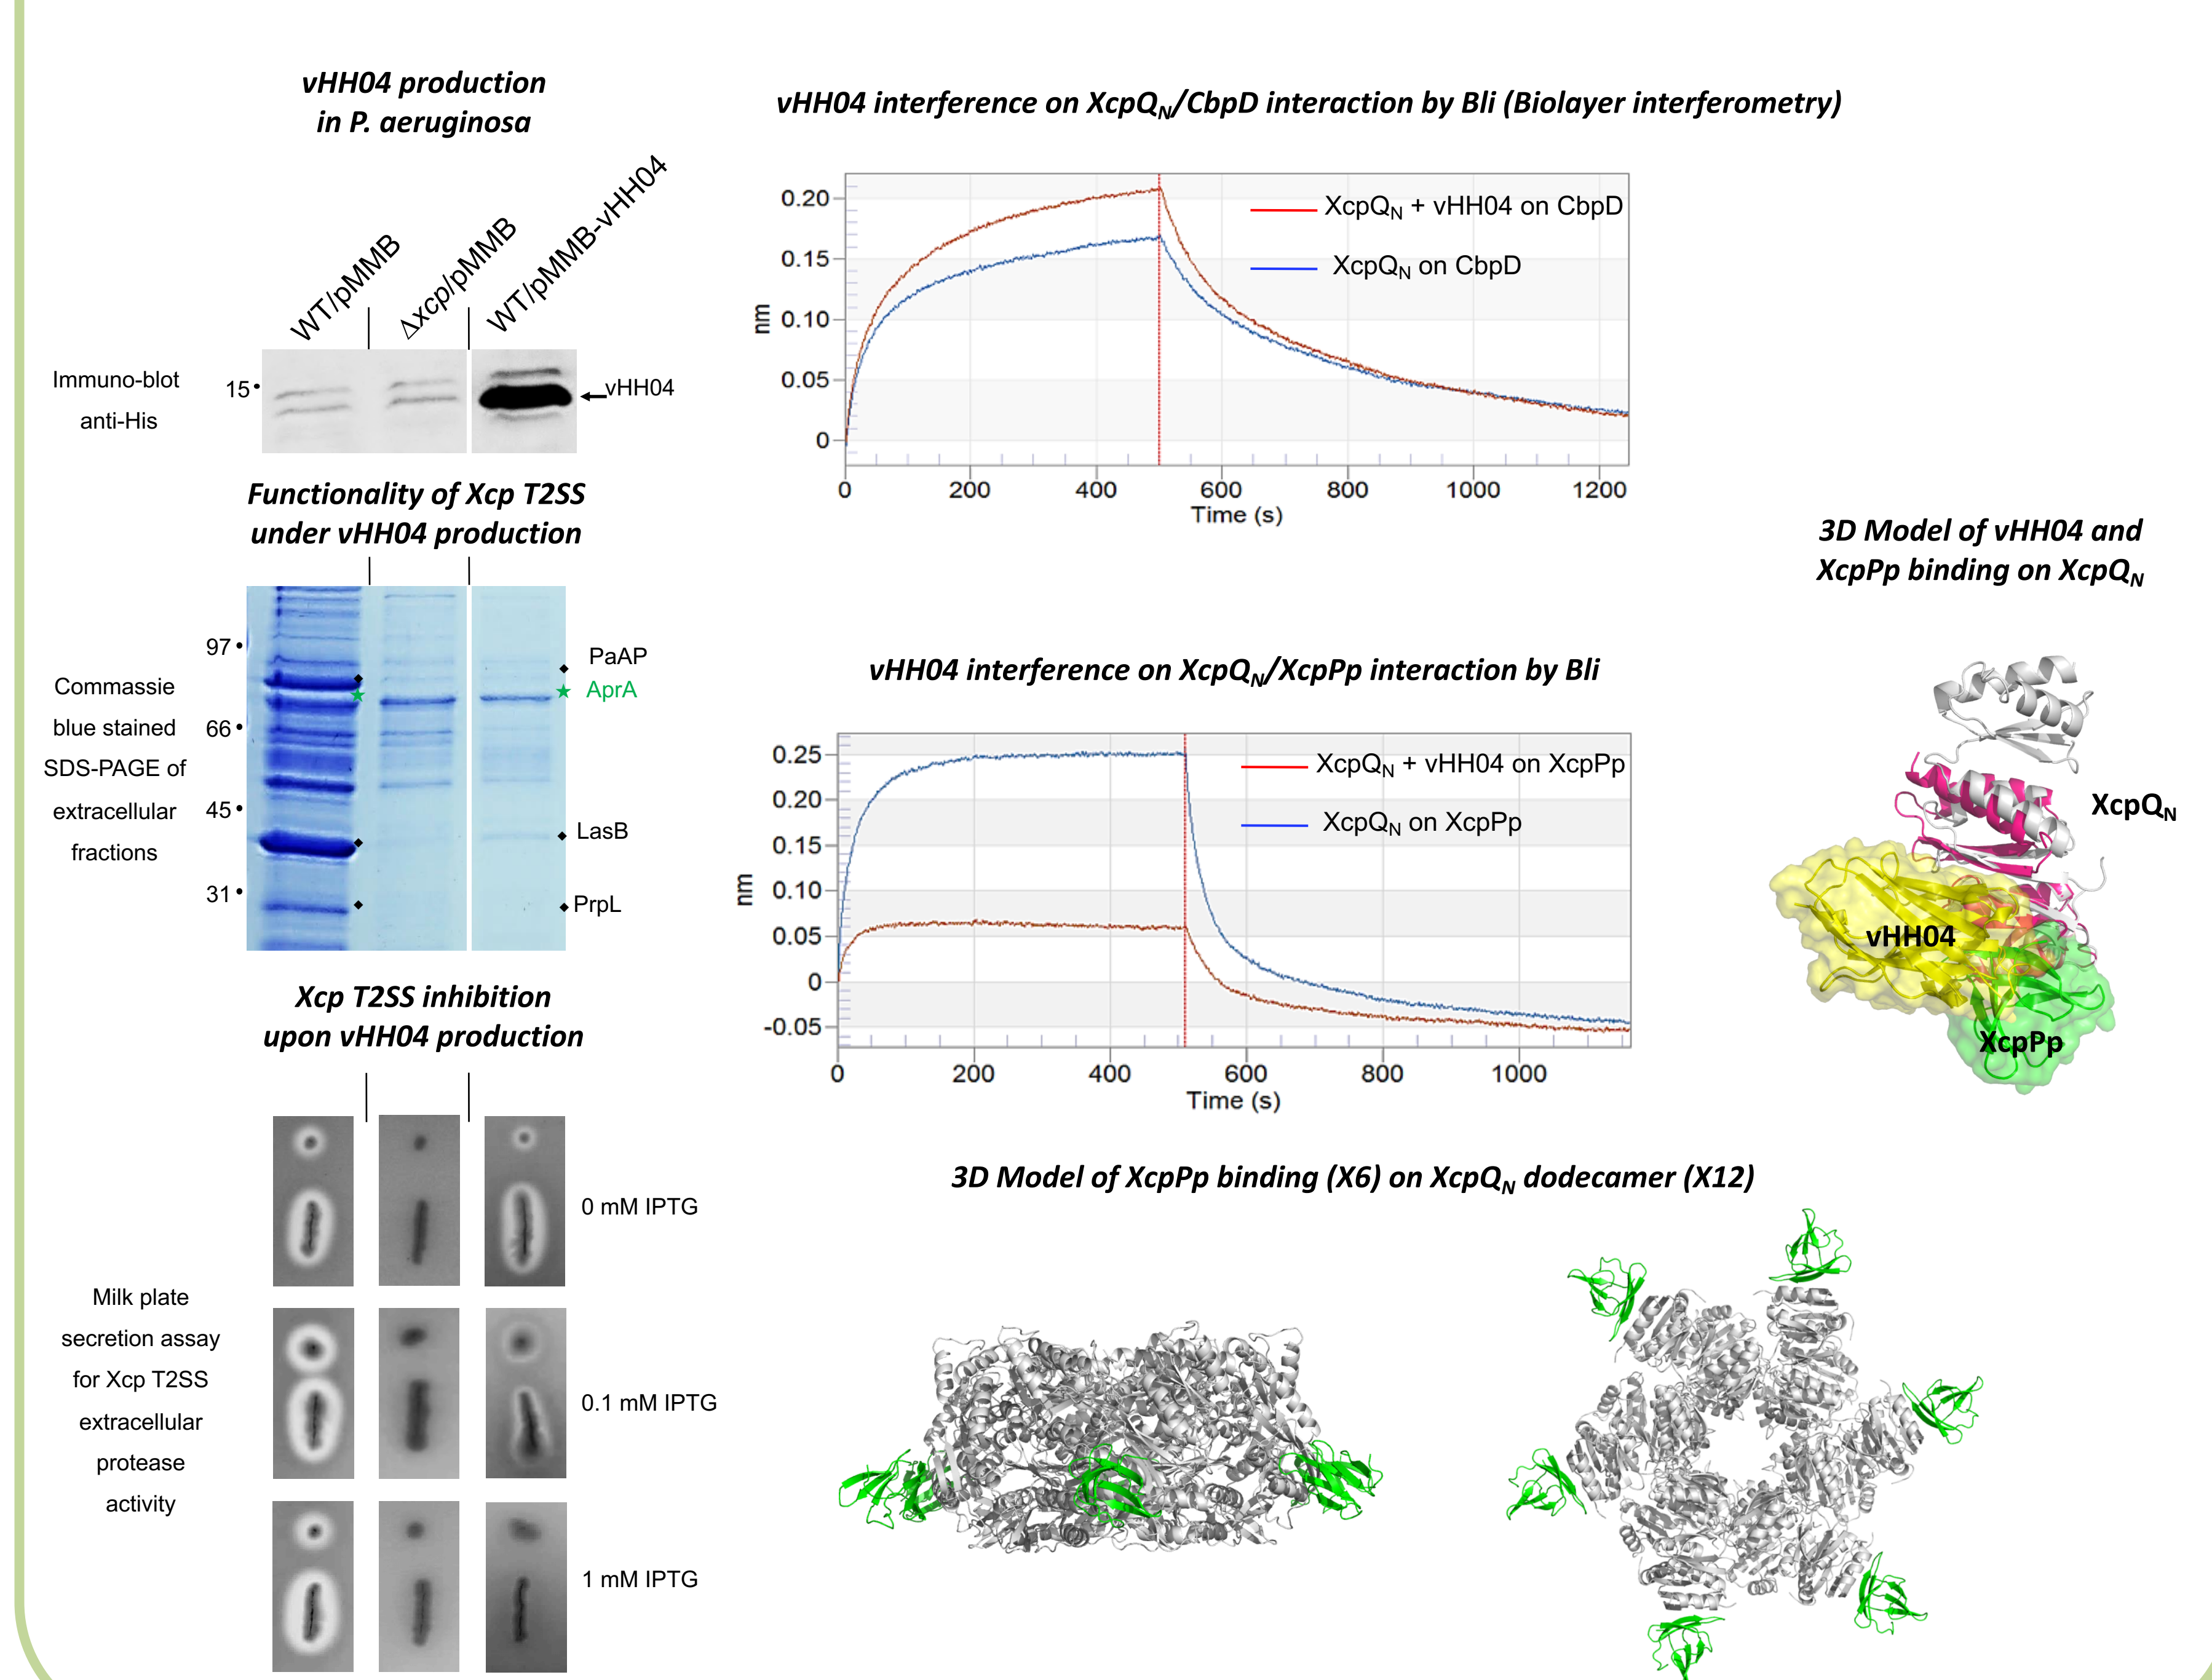 vHH04 production
in P. aeruginosa
WT/pMMB
Δxcp/pMMB
WT/pMMB-vHH04
Immuno-blot
anti-His
15
vHH04
Functionality of Xcp T2SS
under vHH04 production
Commassie
blue stained
SDS-PAGE of
extracellular
fractions
97
66
45
31
PaAP
AprA
LasB
PrpL
Xcp T2SS inhibition
upon vHH04 production
Milk plate
secretion assay
for Xcp T2SS
extracellular
protease
activity
0 mM IPTG
0.1 mM IPTG
1 mM IPTG
vHH04 interference on XcpQN/CbpD interaction by Bli (Biolayer interferometry)
XcpQN + vHH04 on CbpD
XcpQN on CbpD
nm
0.20
0.15
0.10
0.05
0
0 200 400 600 800 1000 1200
Time (s)
vHH04 interference on XcpQN/XcpPp interaction by Bli
XcpQN + vHH04 on XcpPp
XcpQN on XcpPp
nm
0.25
0.20
0.15
0.10
0.05
0
-0.05
0 200 400 600 800 1000
Time (s)
3D Model of vHH04 and
XcpPp binding on XcpQN
XcpQN
vHH04
XcpPp
3D Model of XcpPp binding (X6) on XcpQN dodecamer (X12)